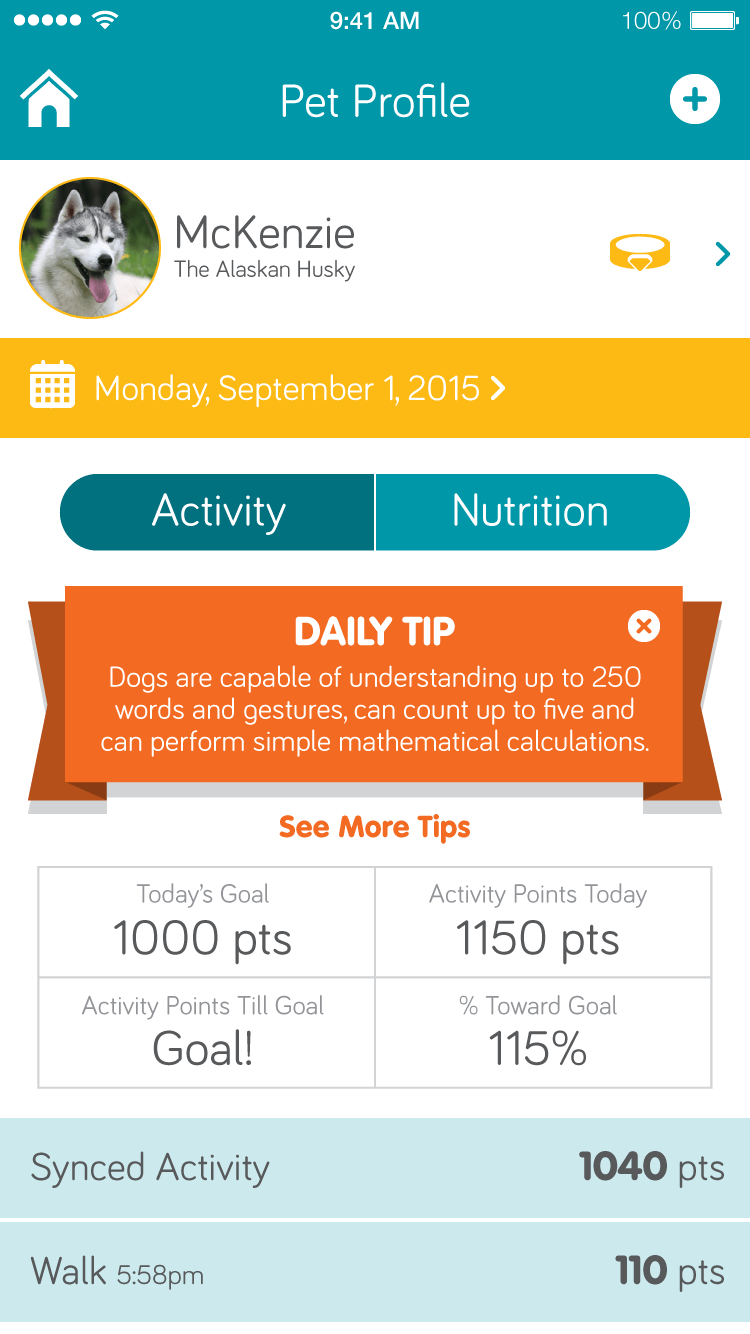 9:41 AM 100%
Pet Profile
McKenzie
The Alaskan Husky
Monday, September 1, 2015
Activity Nutrition
DAILY TIP
Dogs are capable of understanding up to 250
words and gestures, can count up to five and
can perform simple mathematical calculations.
See More Tips
Today's Goal Activity Points Today
1000 pts 1150 pts
Activity Points Till Goal % Toward Goal
Goal! 115%
Synced Activity 1040 pts
Walk 5:58pm 110 pts